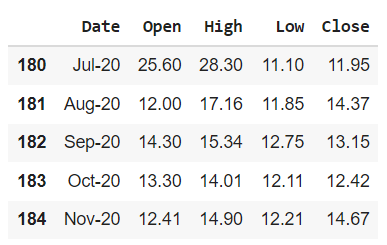 Date Open High Low Close
180 Jul-20 25.60 28.30 11.10 11.95
181 Aug-20 12.00 17.16 11.85 14.37
182 Sep-20 14.30 15.34 12.75 13.15
183 Oct-20 13.30 14.01 12.11 12.42
184 Nov-20 12.41 14.90 12.21 14.67